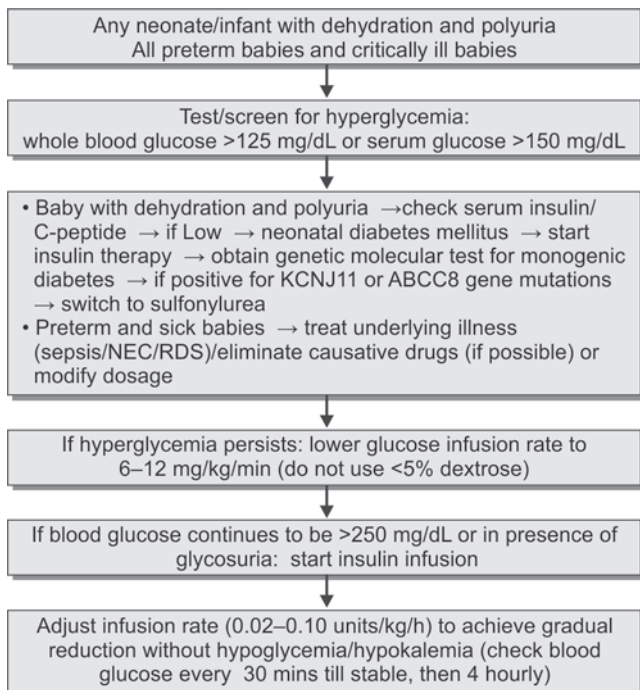 Any neonate/infant with dehydration and polyuria
All preterm babies and critically ill babies
Test/screen for hyperglycemia:
whole blood glucose >125 mg/dL or serum glucose >150 mg/dL
• Baby with dehydration and polyuria →check serum insulin/
C-peptide → if Low → neonatal diabetes mellitus → start
insulin therapy → obtain genetic molecular test for monogenic
diabetes → if positive for KCNJ11 or ABCC8 gene mutations
→ switch to sulfonylurea
• Preterm and sick babies → treat underlying illness
(sepsis/NEC/RDS)/eliminate causative drugs (if possible) or
modify dosage
If hyperglycemia persists: lower glucose infusion rate to
6–12 mg/kg/min (do not use <5% dextrose)
If blood glucose continues to be >250 mg/dL or in presence of
glycosuria: start insulin infusion
Adjust infusion rate (0.02–0.10 units/kg/h) to achieve gradual
reduction without hypoglycemia/hypokalemia (check blood
glucose every 30 mins till stable, then 4 hourly)